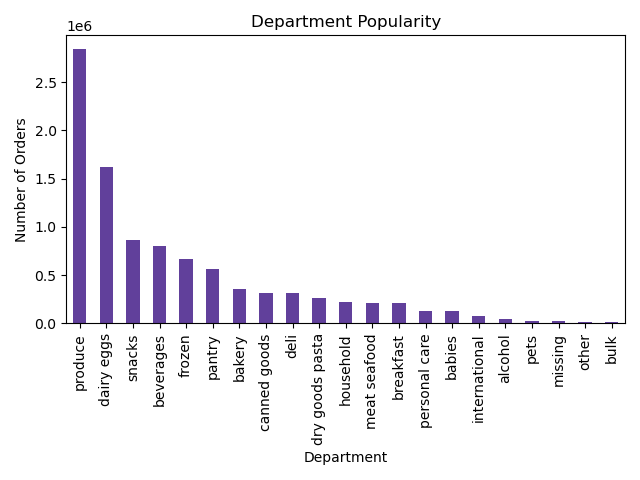 Department Popularity
1e6
2.5
2.0
1.5
1.0
0.5
0.0
Number of Orders
produce
dairy eggs
snacks
beverages
frozen
pantry
bakery
canned goods
deli
dry goods pasta
household
meat seafood
breakfast
personal care
babies
international
alcohol
pets
missing
other
bulk
Department